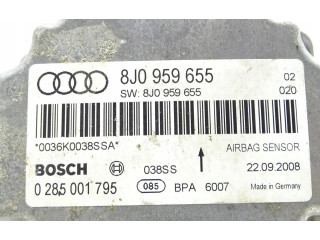 8J0 959 655 02
SW: 8J0 959 655 020
*0036K0038SSA* AIRBAG SENSOR
BOSCH 038SS 22.09.2008
0 285 001 795 085 BPA 6007 Made in Germany